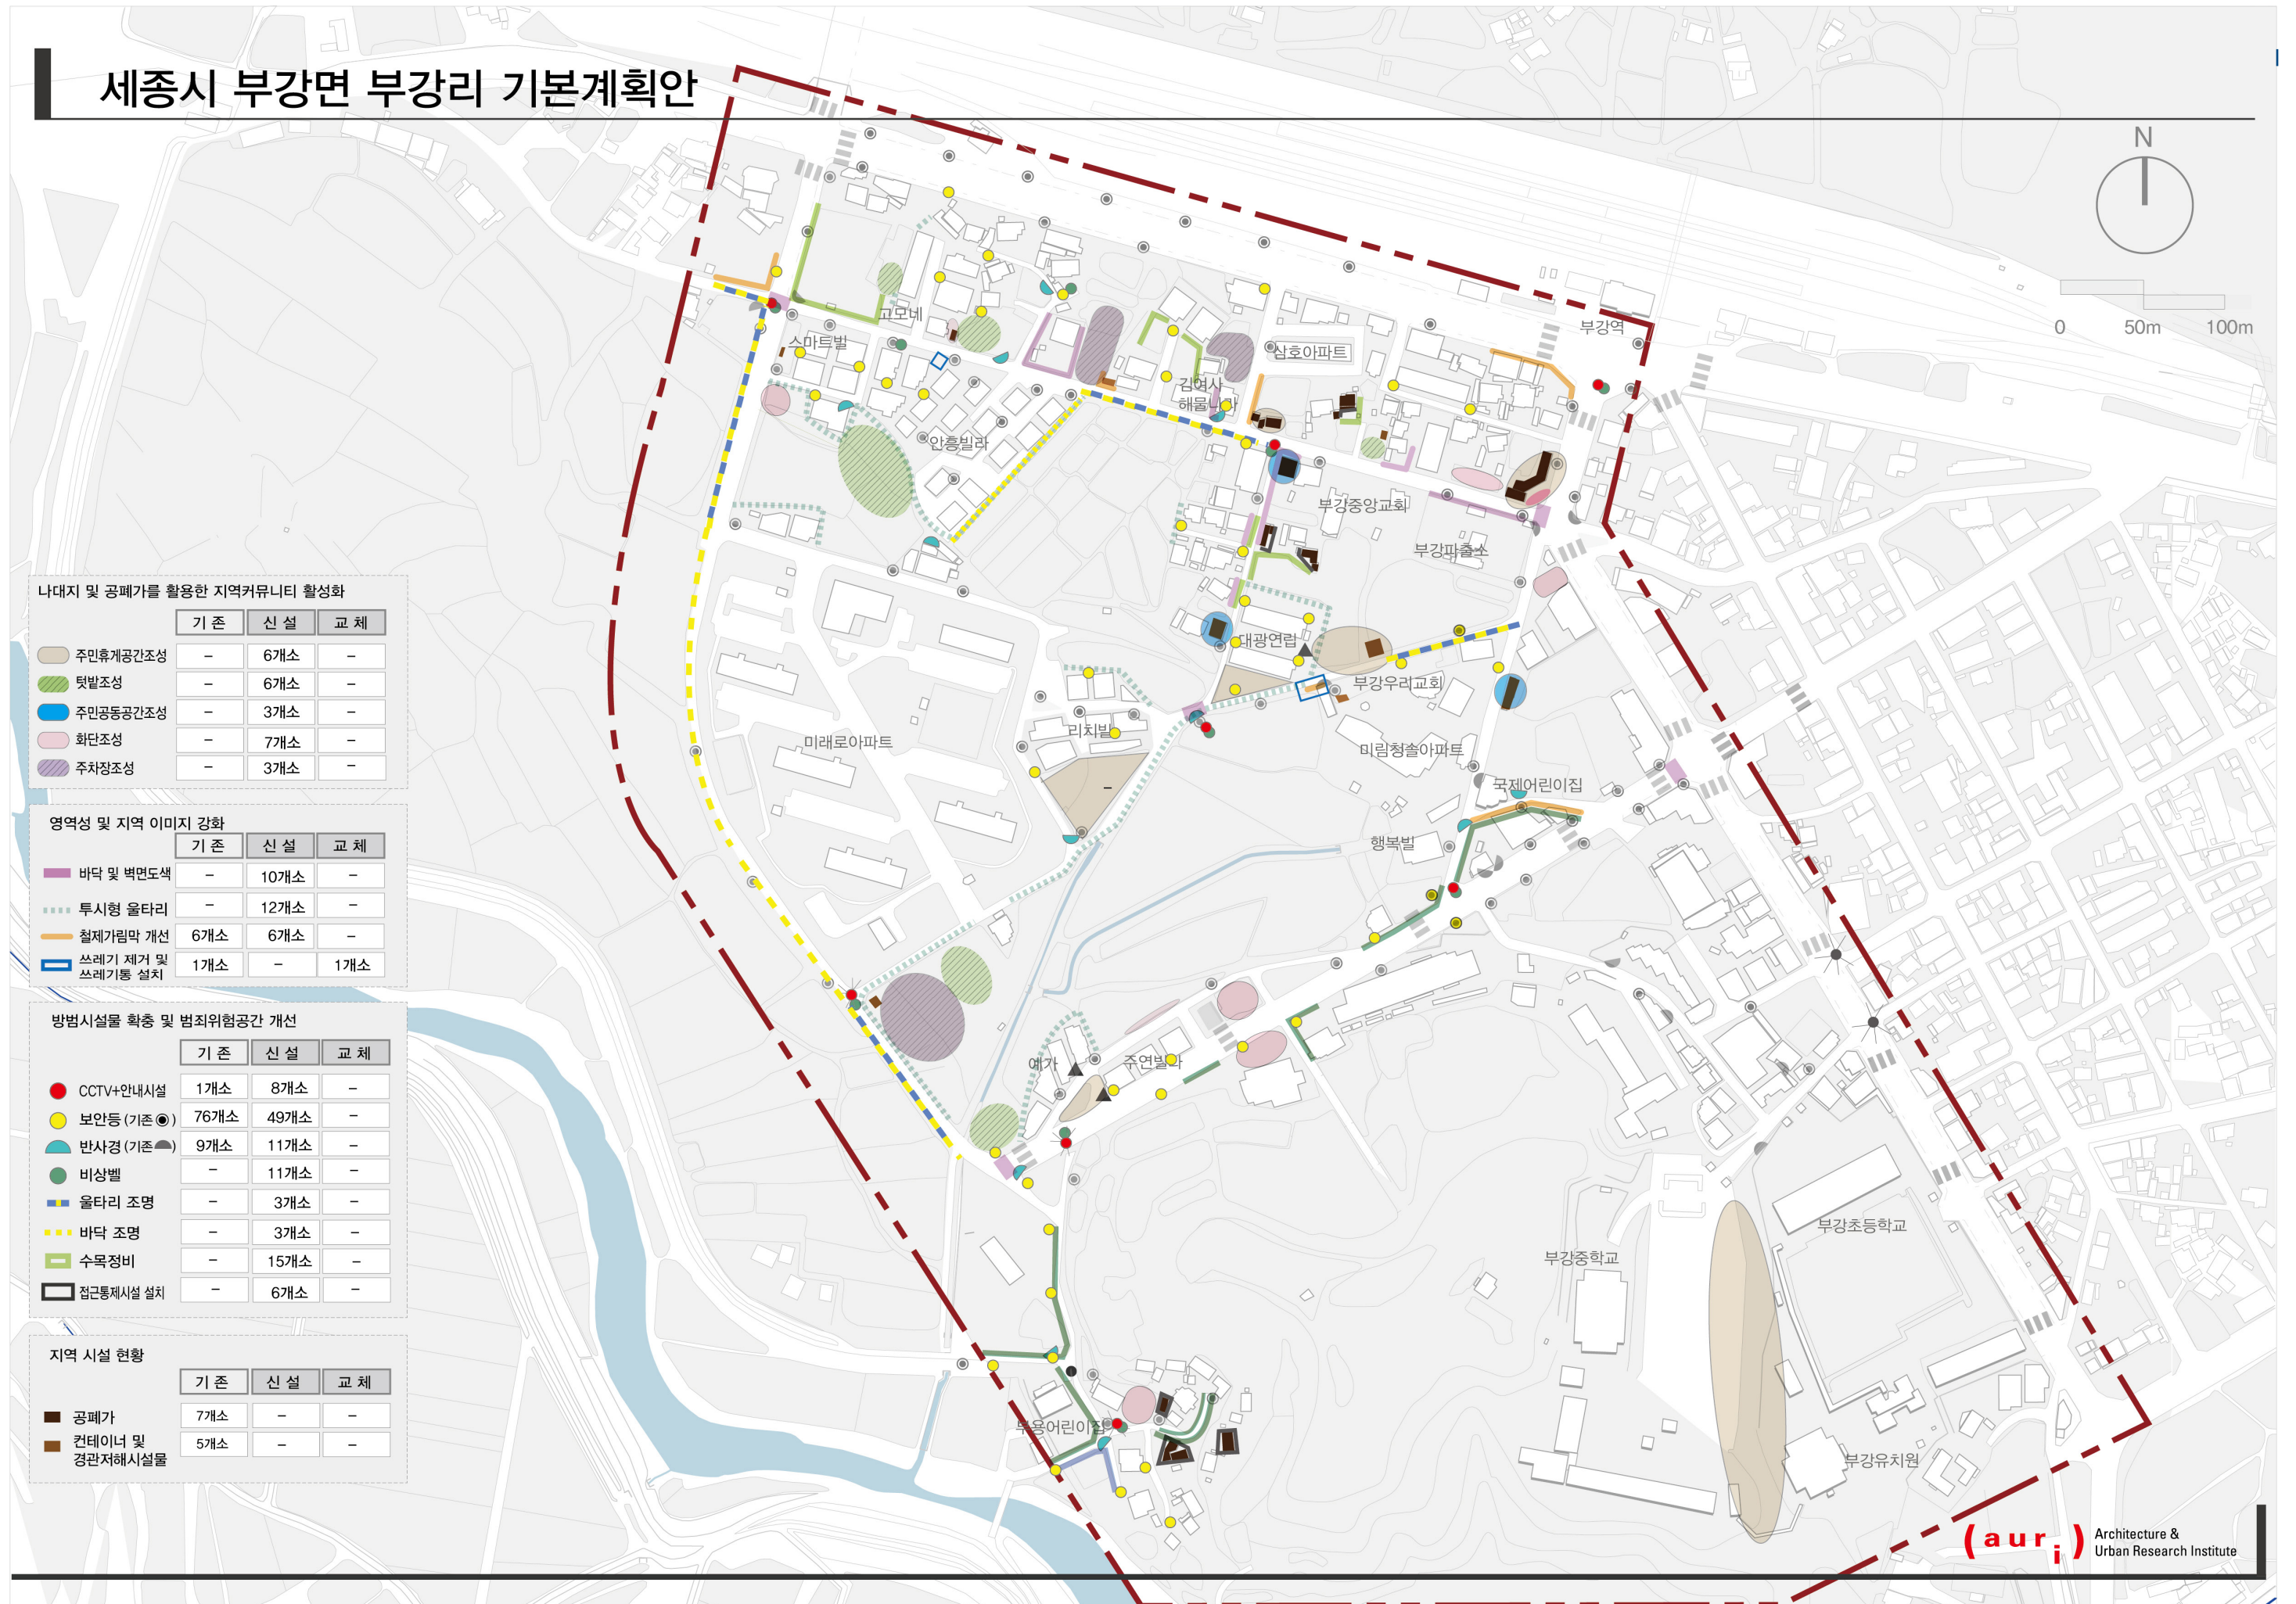 세종시 부강면 부강리 기본계획안
N
0 50m 100m
부강역
고모네
스마트빌
삼호아파트
김여사
안흥빌라
부강중앙교회
부강파출소
대광연립
부강우리교회
리치빌
미래로아파트
미림청솔아파트
국제어린이집
행복빌
예가
주연빌라
부강중학교
부강초등학교
부용어린이집
부강유치원
나대지 및 공폐가를 활용한 지역커뮤니티 활성화
기 존 신 설 교 체
주민휴게공간조성 – 6개소 –
텃밭조성 – 6개소 –
주민공동공간조성 – 3개소 –
화단조성 – 7개소 –
주차장조성 – 3개소 –
영역성 및 지역 이미지 강화
기 존 신 설 교 체
바닥 및 벽면도색 – 10개소 –
투시형 울타리 – 12개소 –
철제가림막 개선 6개소 6개소 –
쓰레기 제거 및
쓰레기통 설치 1개소 – 1개소
방범시설물 확충 및 범죄위험공간 개선
기 존 신 설 교 체
CCTV+안내시설 1개소 8개소 –
보안등 (기존 ) 76개소 49개소 –
반사경 (기존 ) 9개소 11개소 –
비상벨 – 11개소 –
울타리 조명 – 3개소 –
바닥 조명 – 3개소 –
수목정비 – 15개소 –
접근통제시설 설치 – 6개소 –
지역 시설 현황
기 존 신 설 교 체
공폐가 7개소 – –
컨테이너 및
경관저해시설물 5개소 – –
(auri)
Architecture &
Urban Research Institute